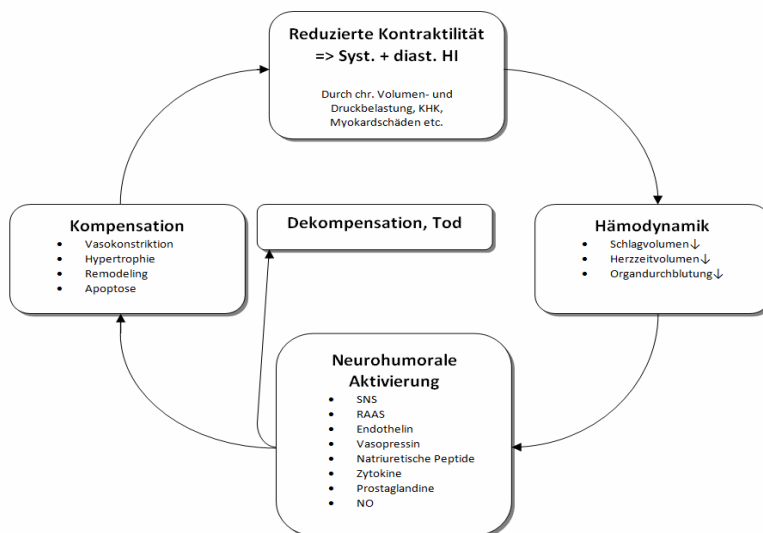 Reduzierte Kontraktilität
=> Syst. + diast. HI
Durch chr. Volumen- und
Druckbelastung, KHK,
Myokardschäden etc.
Kompensation
• Vasokonstriktion
• Hypertrophie
• Remodeling
• Apoptose
Dekompensation, Tod
Hämodynamik
• Schlagvolumen↓
• Herzzeitvolumen↓
• Organdurchblutung↓
Neurohumorale
Aktivierung
• SNS
• RAAS
• Endothelin
• Vasopressin
• Natriuretische Peptide
• Zytokine
• Prostaglandine
• NO